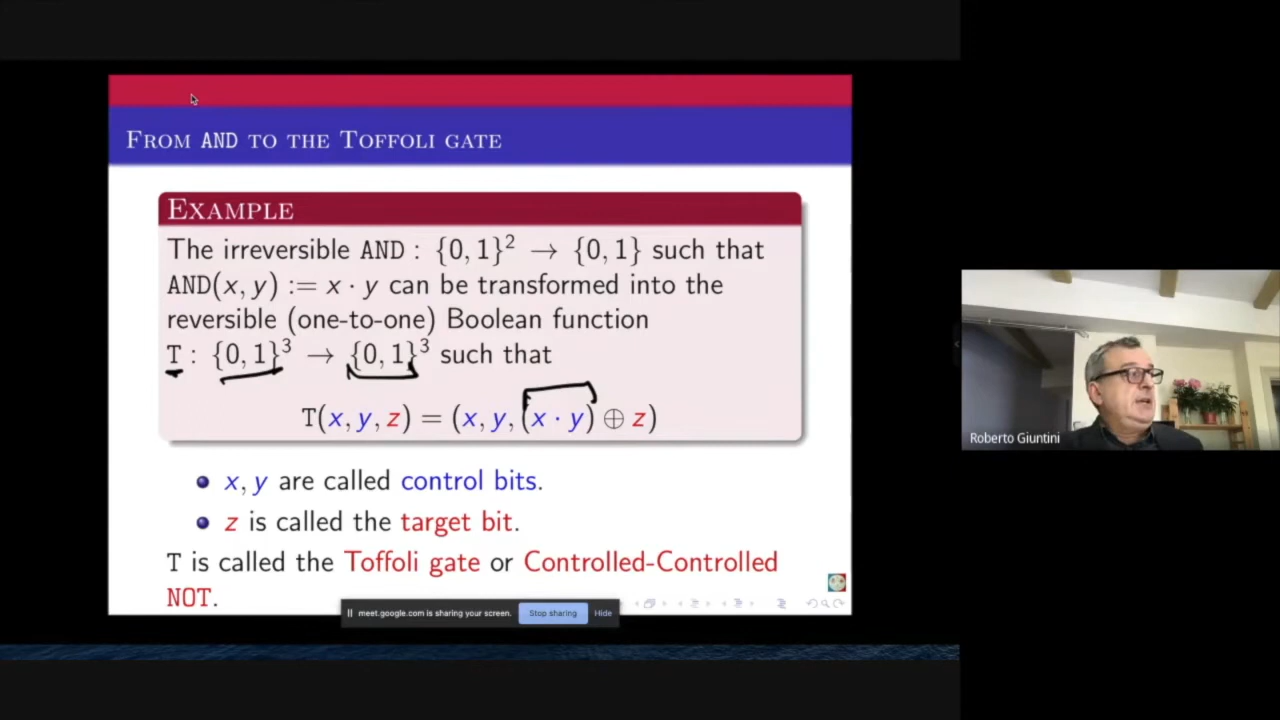 FROM AND TO THE TOFFOLI GATE
EXAMPLE
The irreversible AND : {0, 1}² → {0, 1} such that
AND(x, y) := x · y can be transformed into the
reversible (one-to-one) Boolean function
T : {0, 1}³ → {0, 1}³ such that
T(x, y, z) = (x, y, (x · y) ⊕ z)
x, y are called control bits.
z is called the target bit.
T is called the Toffoli gate or Controlled-Controlled
NOT.
meet.google.com is sharing your screen. Stop sharing Hide
Roberto Giuntini